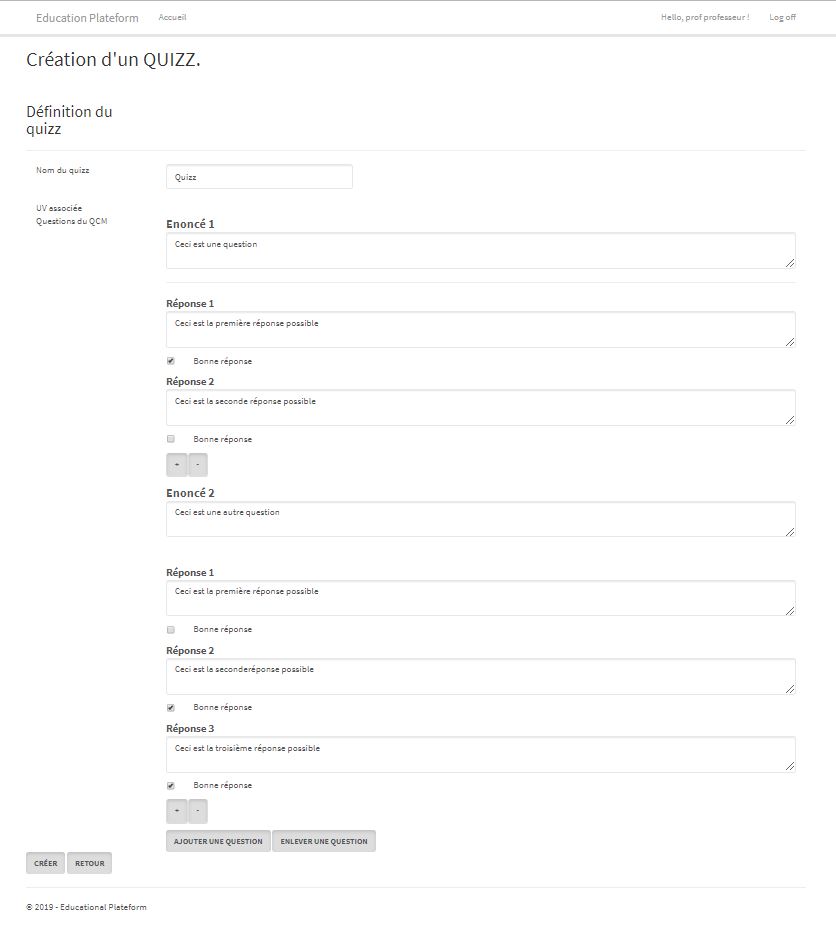 Education Plateform Accueil Hello, prof professeur ! Log off
Création d'un QUIZZ.
Définition du
quizz
Nom du quizz
Quizz
UV associée
Questions du QCM
Enoncé 1
Ceci est une question
Réponse 1
Ceci est la première réponse possible
Bonne réponse
Réponse 2
Ceci est la seconde réponse possible
Bonne réponse
+ -
Enoncé 2
Ceci est une autre question
Réponse 1
Ceci est la première réponse possible
Bonne réponse
Réponse 2
Ceci est la seconderéponse possible
Bonne réponse
Réponse 3
Ceci est la troisième réponse possible
Bonne réponse
+ -
AJOUTER UNE QUESTION ENLEVER UNE QUESTION
CRÉER RETOUR
© 2019 - Educational Plateform